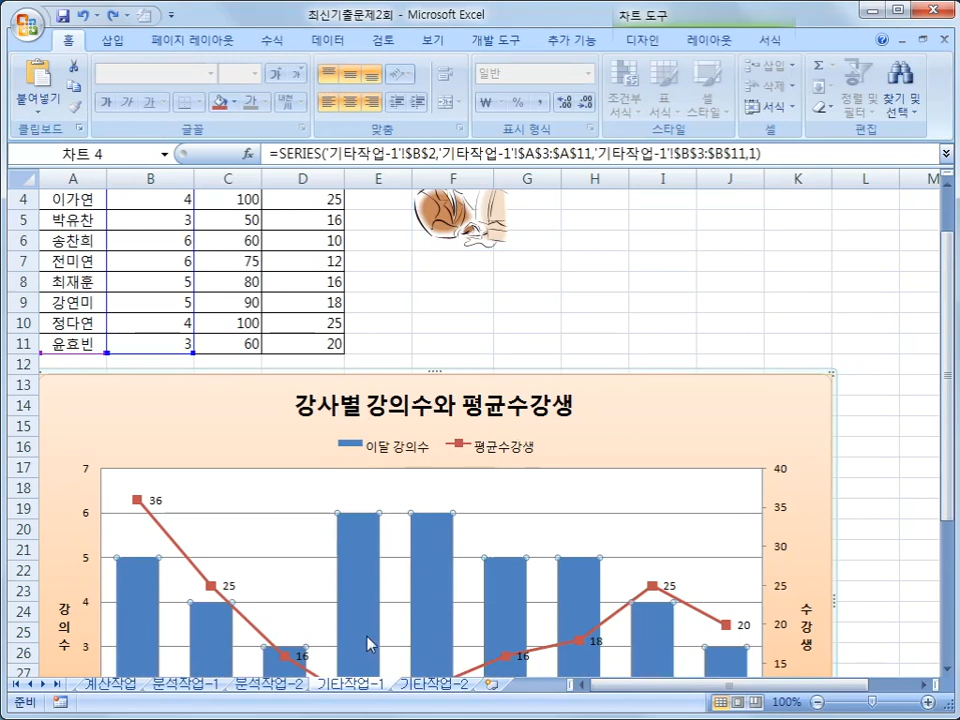 최신기출문제2회 - Microsoft Excel
차트 도구
홈 삽입 페이지 레이아웃 수식 데이터 검토 보기 개발 도구 추가 기능 디자인 레이아웃 서식
붙여넣기
클립보드
가 가
가 가 가
글꼴
맞춤
일반
표시 형식
조건부 서식
표 서식
셀 스타일
스타일
삽입
삭제
서식
셀
정렬 및 필터
찾기 및 선택
편집
차트 4
fx
=SERIES('기타작업-1'!$B$2,'기타작업-1'!$A$3:$A$11,'기타작업-1'!$B$3:$B$11,1)
A B C D E F G H I J K L M
4 이가연 4 100 25
5 박유찬 3 50 16
6 송찬희 6 60 10
7 전미연 6 75 12
8 최재훈 5 80 16
9 강연미 5 90 18
10 정다연 4 100 25
11 윤효빈 3 60 20
12
13
14
15
16
17
18
19
20
21
22
23
24
25
26
27
강사별 강의수와 평균수강생
이달 강의수 평균수강생
7
6
5
4
3
강의수
36
25
16
16
18
25
20
40
35
30
25
20
15
수강생
계산작업 분석작업-1 분석작업-2 기타작업-1 기타작업-2
준비
100%